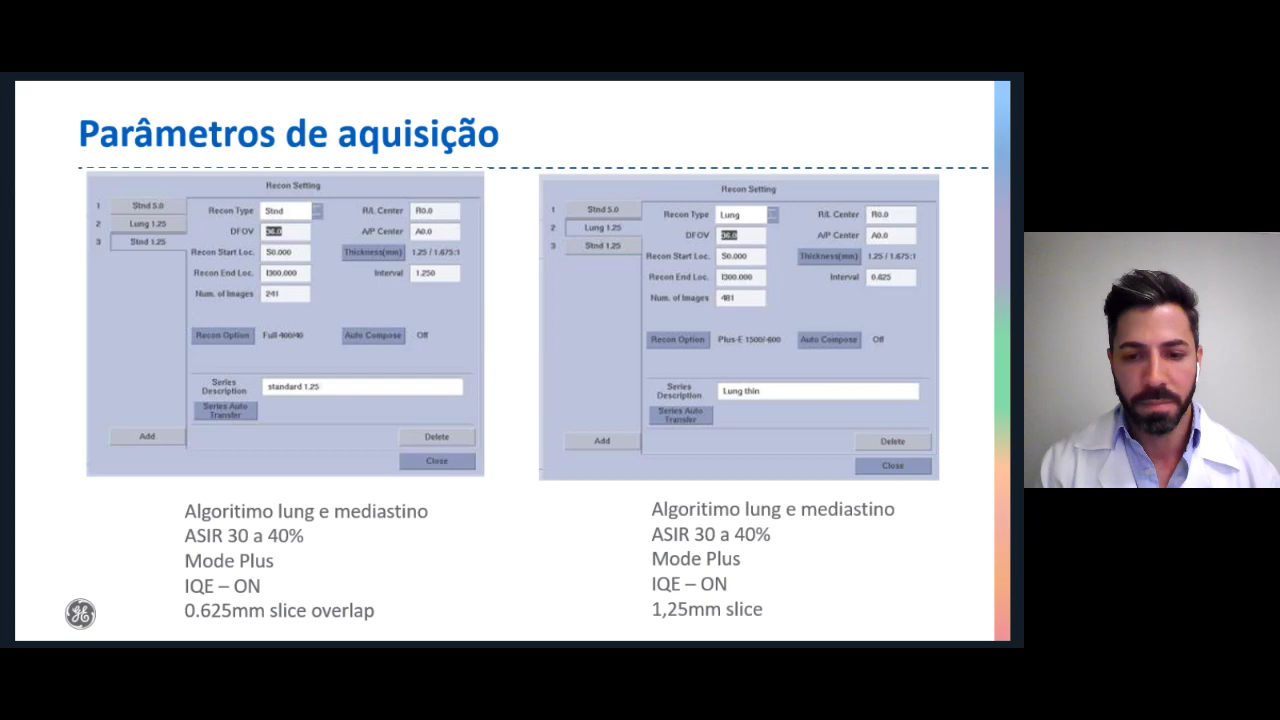 Parâmetros de aquisição
Recon Setting
1 Stnd 5.0
2 Lung 1.25
3 Stnd 1.25
Recon Type Stnd R/L Center R0.0
DFOV 36.0 A/P Center A0.0
Recon Start Loc. S0.000 Thickness(mm) 1.25 / 1.675:1
Recon End Loc. I300.000 Interval 1.250
Num. of Images 241
Recon Option Full 400/40 Auto Compose Off
Series Description standard 1.25
Series Auto Transfer
Add Delete
Close
Recon Setting
1 Stnd 5.0
2 Lung 1.25
3 Stnd 1.25
Recon Type Lung R/L Center R0.0
DFOV 36.0 A/P Center A0.0
Recon Start Loc. S0.000 Thickness(mm) 1.25 / 1.675:1
Recon End Loc. I300.000 Interval 0.625
Num. of Images 481
Recon Option Plus-E 1500/-600 Auto Compose Off
Series Description Lung thin
Series Auto Transfer
Add Delete
Close
Algoritimo lung e mediastino
ASIR 30 a 40%
Mode Plus
IQE – ON
0.625mm slice overlap
Algoritimo lung e mediastino
ASIR 30 a 40%
Mode Plus
IQE – ON
1,25mm slice
GE